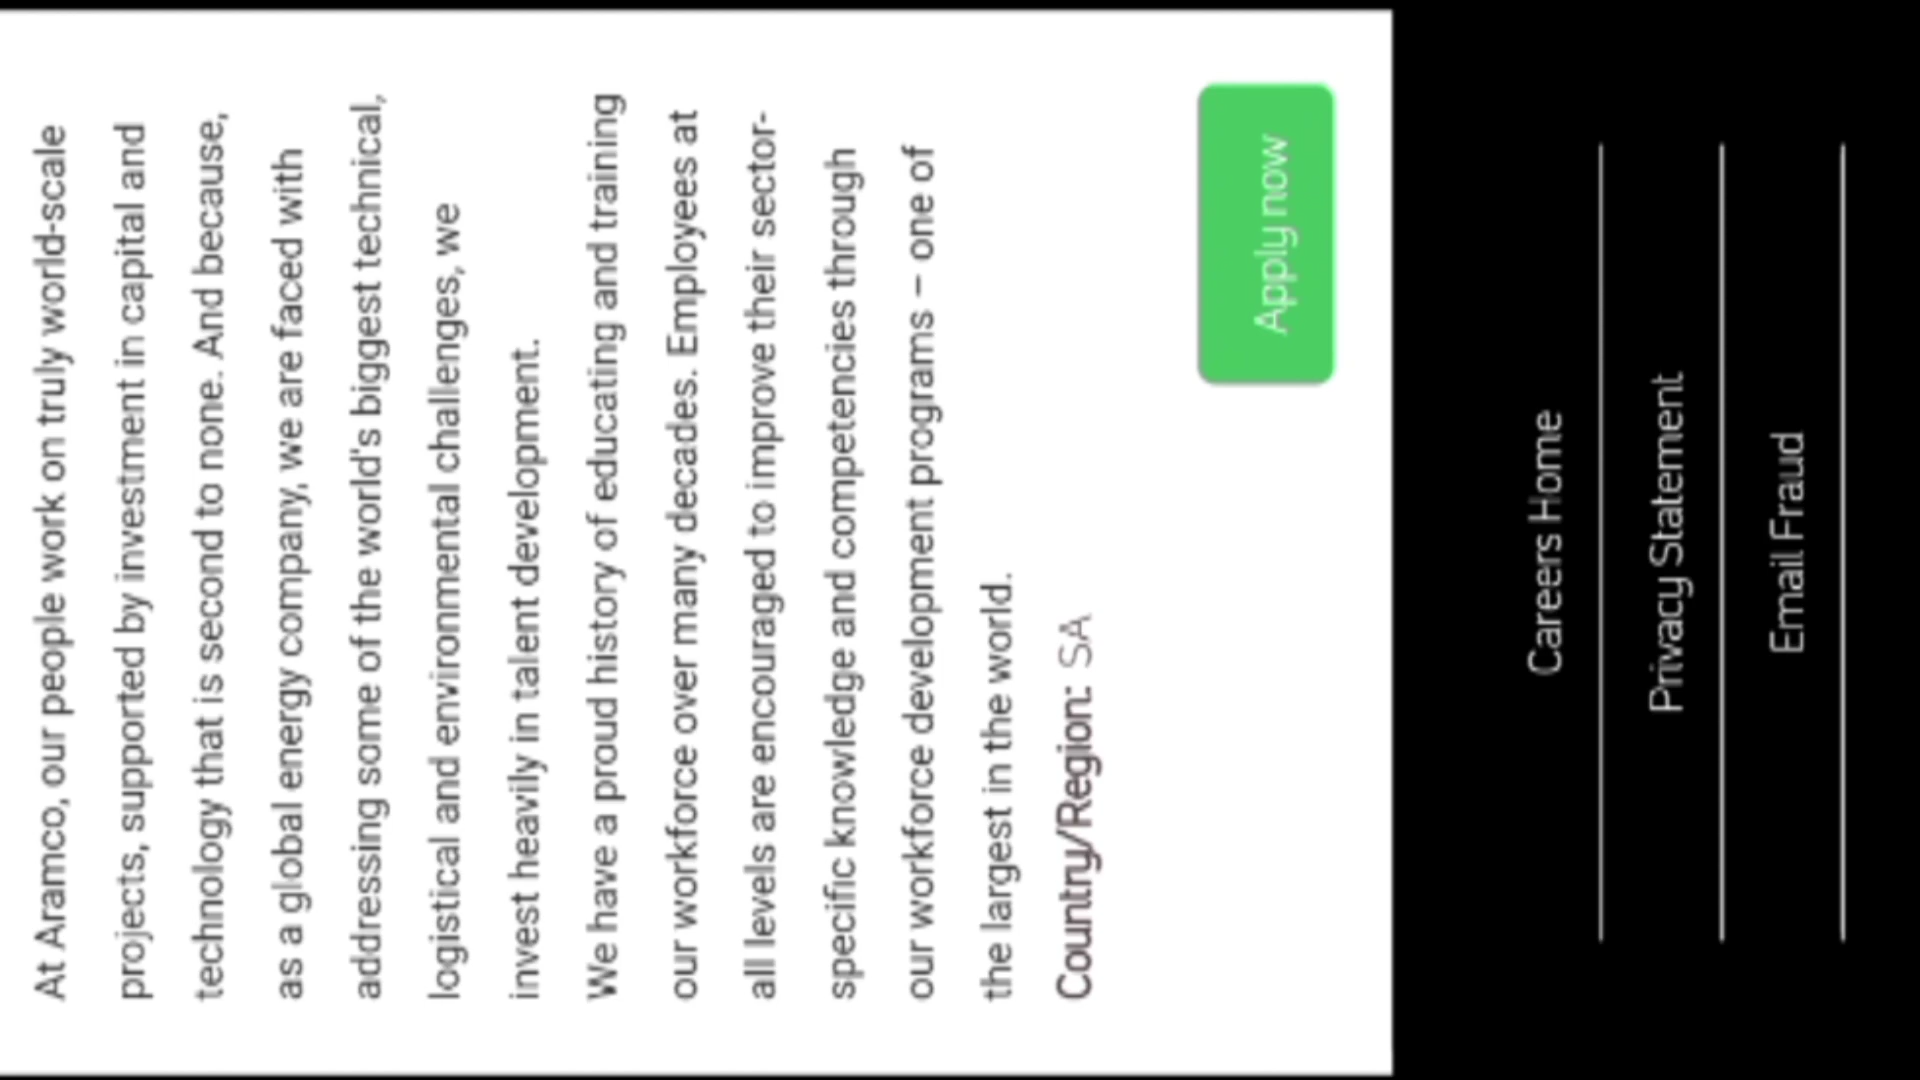 At Aramco, our people work on truly world-scale
projects, supported by investment in capital and
technology that is second to none. And because,
as a global energy company, we are faced with
addressing some of the world's biggest technical,
logistical and environmental challenges, we
invest heavily in talent development.
We have a proud history of educating and training
our workforce over many decades. Employees at
all levels are encouraged to improve their sector-
specific knowledge and competencies through
our workforce development programs – one of
the largest in the world.
Country/Region: SA
Apply now
Careers Home
Privacy Statement
Email Fraud